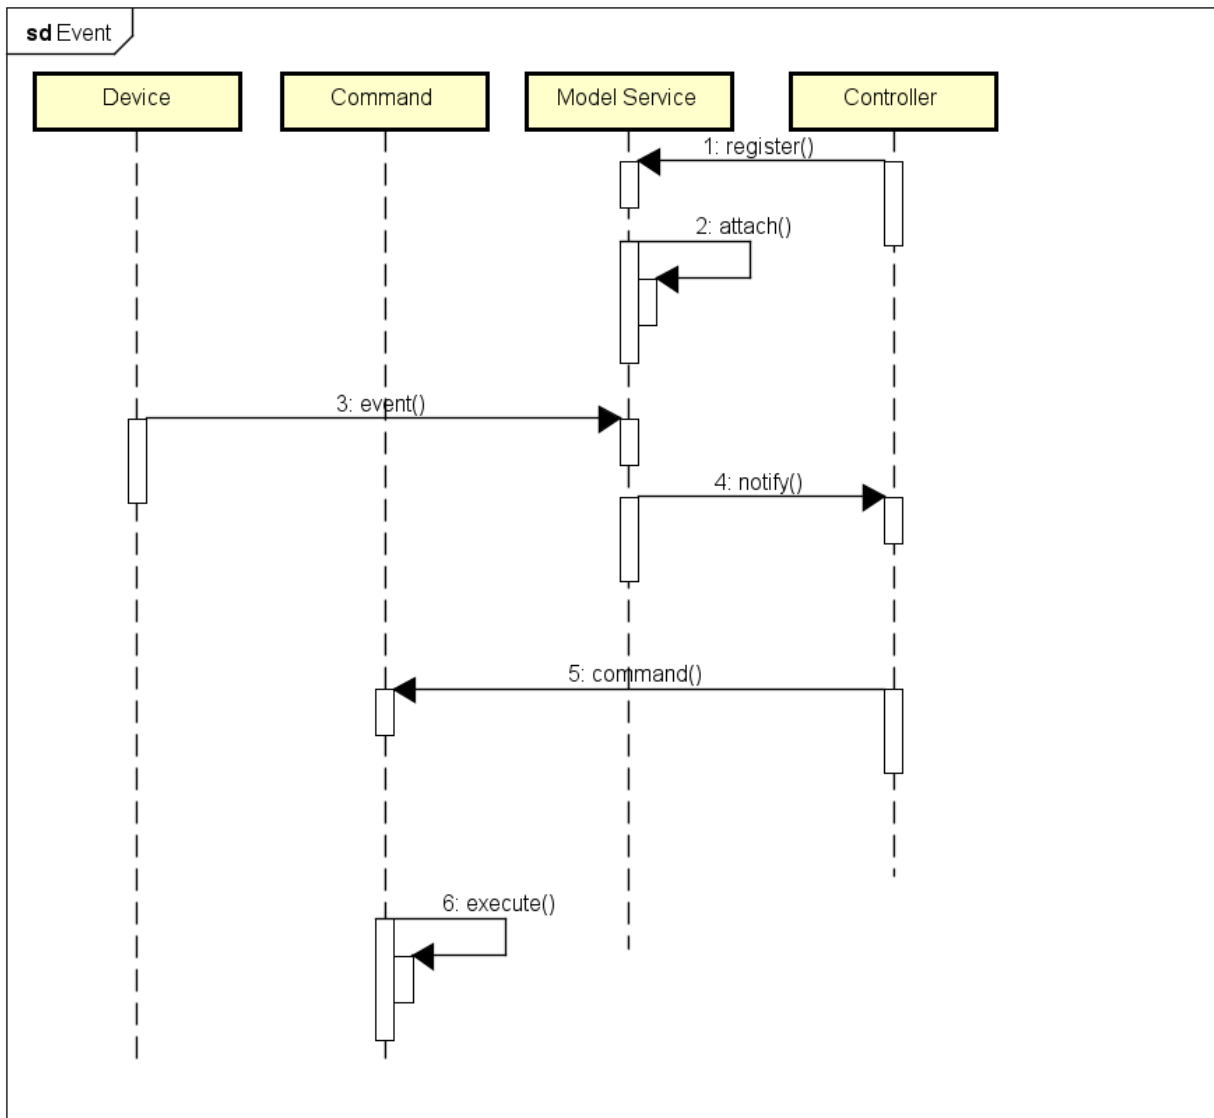 sd Event
Device
Command
Model Service
Controller
1: register()
2: attach()
3: event()
4: notify()
5: command()
6: execute()